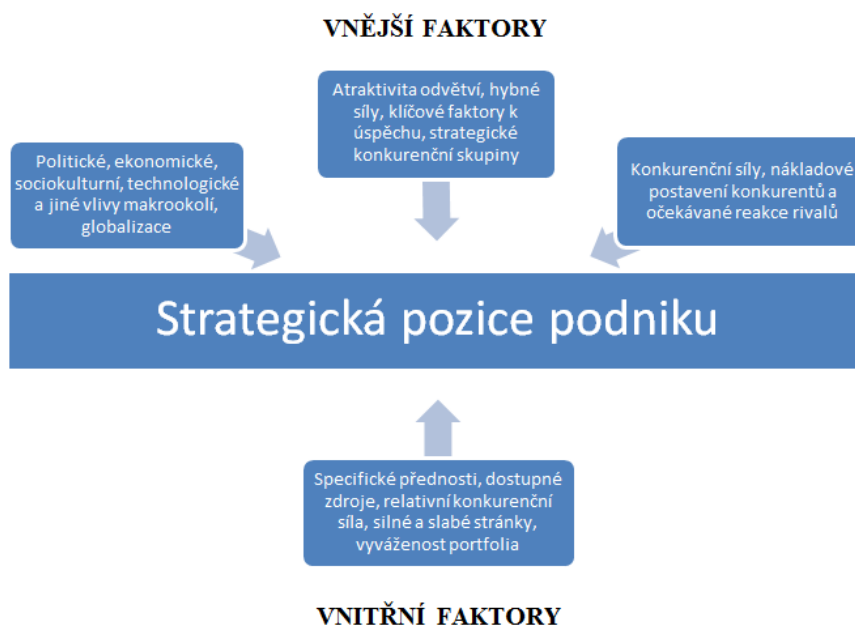 VNĚJŠÍ FAKTORY
Atraktivita odvětví, hybné
síly, klíčové faktory k
úspěchu, strategické
konkurenční skupiny
Politické, ekonomické,
sociokulturní, technologické
a jiné vlivy makrookolí,
globalizace
Konkurenční síly, nákladové
postavení konkurentů a
očekávané reakce rivalů
Strategická pozice podniku
Specifické přednosti, dostupné
zdroje, relativní konkurenční
síla, silné a slabé stránky,
vyváženost portfolia
VNITŘNÍ FAKTORY